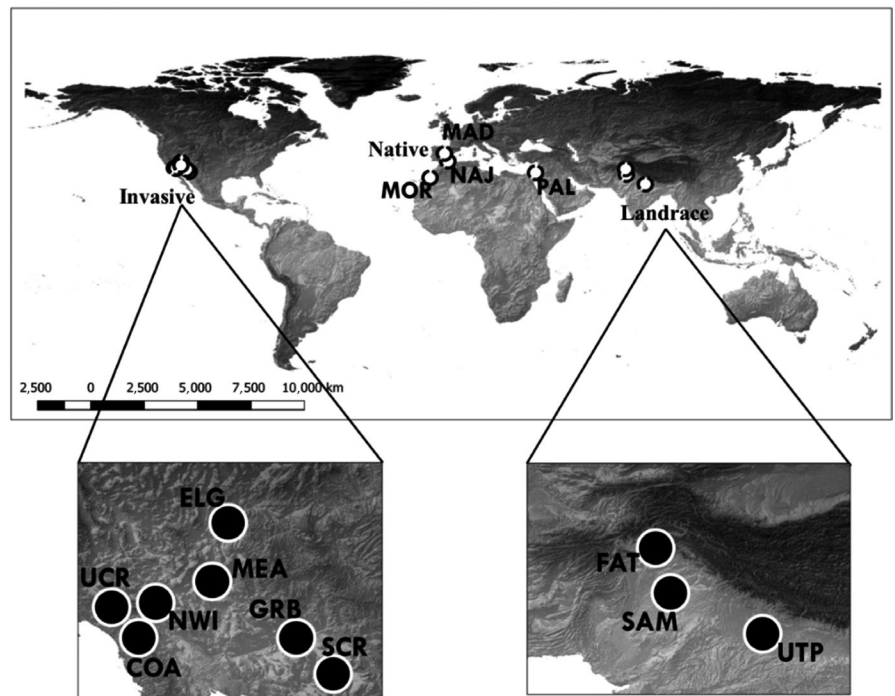 MAD
Native
NAJ
MOR
PAL
Invasive
Landrace
2,500 0 2,500 5,000 7,500 10,000 km
ELG
UCR
MEA
NWI
GRB
COA
SCR
FAT
SAM
UTP